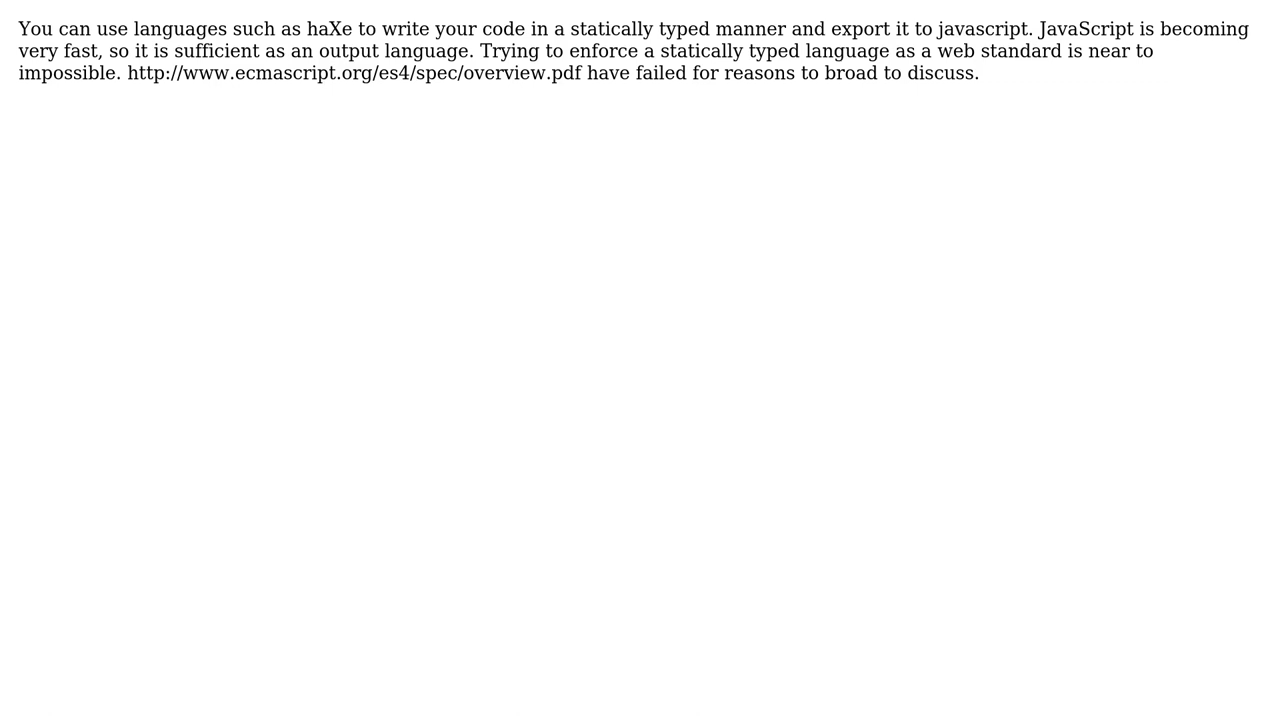 You can use languages such as haXe to write your code in a statically typed manner and export it to javascript. JavaScript is becoming
very fast, so it is sufficient as an output language. Trying to enforce a statically typed language as a web standard is near to
impossible. http://www.ecmascript.org/es4/spec/overview.pdf have failed for reasons to broad to discuss.